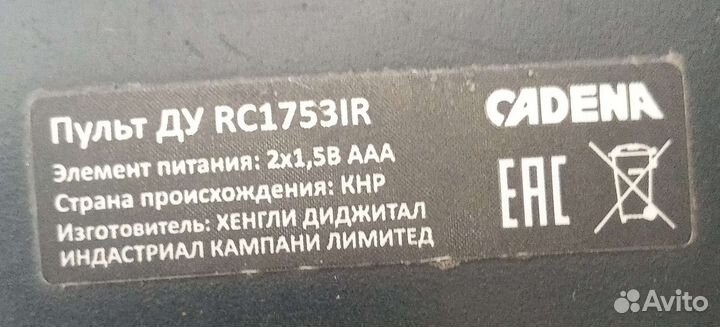 Пульт ДУ RC1753IR
CADENA
Элемент питания: 2x1,5В ААА
Страна происхождения: КНР
Изготовитель: ХЕНГЛИ ДИДЖИТАЛ
ИНДАСТРИАЛ КАМПАНИ ЛИМИТЕД
EAC
Avito